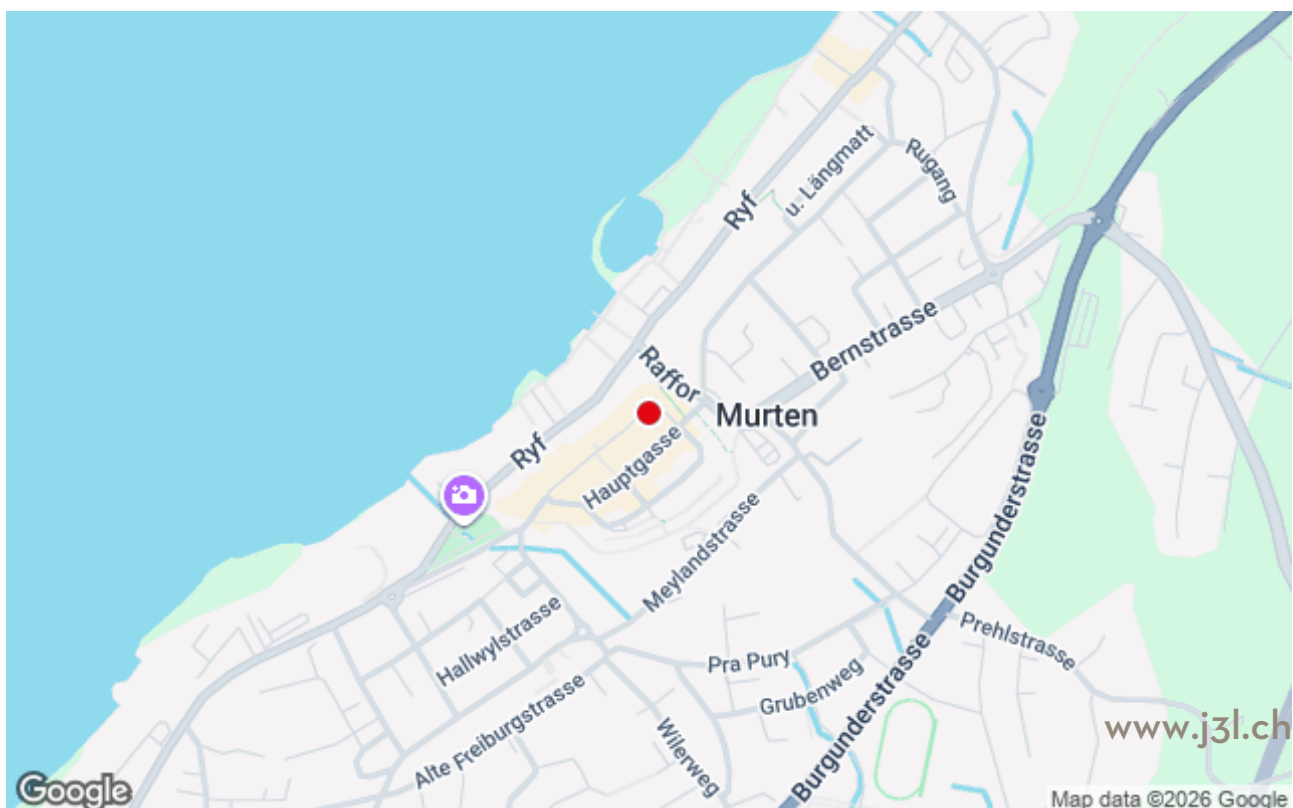 u. Längmatt
Rugang
Ryf
Bernstrasse
Raffor
Murten
Ryf
Hauptgasse
Burgunderstrasse
Meylandstrasse
Hallwylstrasse
Prehlstrasse
Pra Pury
Grubenweg
Alte Freiburgstrasse
Wilerweg
Burgunderstrasse
www.j3l.ch
Google
Map data ©2026 Google